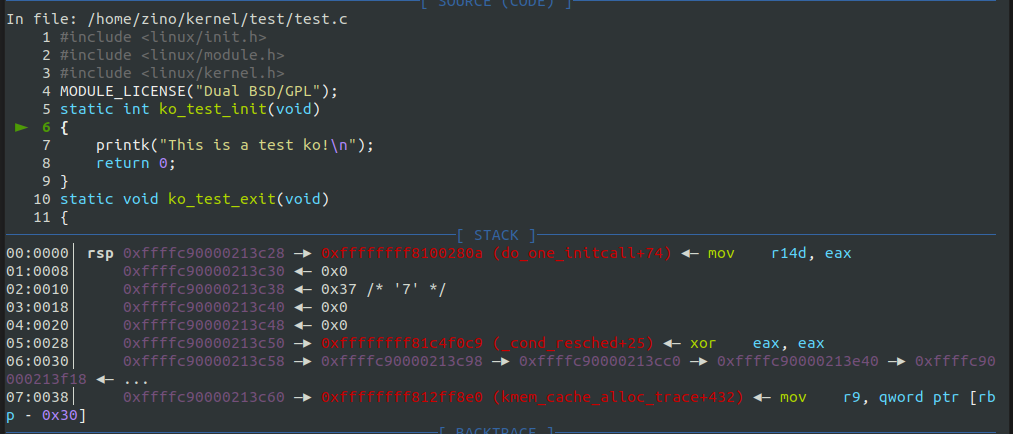 [ SOURCE (CODE) ]
In file: /home/zino/kernel/test/test.c
1 #include <linux/init.h>
2 #include <linux/module.h>
3 #include <linux/kernel.h>
4 MODULE_LICENSE("Dual BSD/GPL");
5 static int ko_test_init(void)
► 6 {
7     printk("This is a test ko!\n");
8     return 0;
9 }
10 static void ko_test_exit(void)
11 {
[ STACK ]
00:0000│ rsp 0xffffc90000213c28 —▸ 0xffffffff8100280a (do_one_initcall+74) ◂— mov    r14d, eax
01:0008│     0xffffc90000213c30 ◂— 0x0
02:0010│     0xffffc90000213c38 ◂— 0x37 /* '7' */
03:0018│     0xffffc90000213c40 ◂— 0x0
04:0020│     0xffffc90000213c48 ◂— 0x0
05:0028│     0xffffc90000213c50 —▸ 0xffffffff81c4f0c9 (_cond_resched+25) ◂— xor    eax, eax
06:0030│     0xffffc90000213c58 —▸ 0xffffc90000213c98 —▸ 0xffffc90000213cc0 —▸ 0xffffc90000213e40 —▸ 0xffffc90
000213f18 ◂— ...
07:0038│     0xffffc90000213c60 —▸ 0xffffffff812ff8e0 (kmem_cache_alloc_trace+432) ◂— mov    r9, qword ptr [rb
p - 0x30]
[ BACKTRACE ]